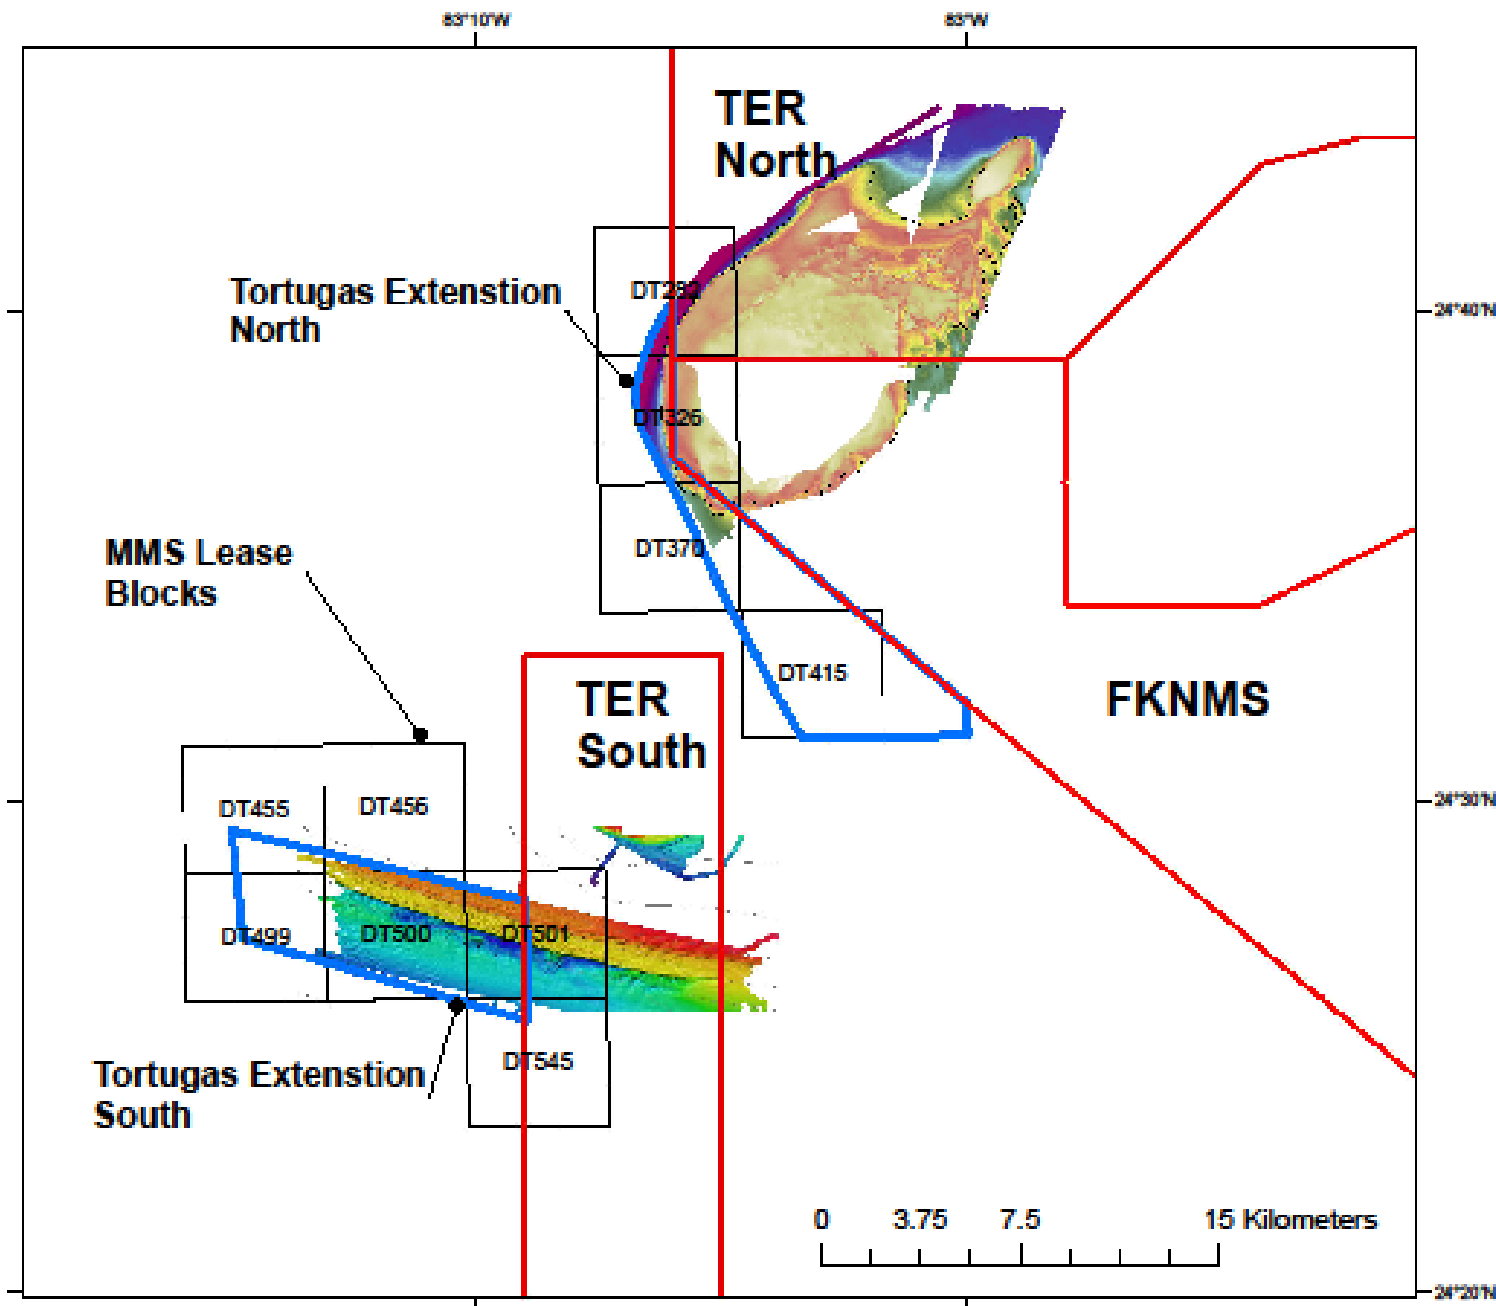 83°10'W
83°W
TER
North
DT282
Tortugas Extenstion
North
24°40'N
DT326
MMS Lease
Blocks
DT370
DT415
TER
South
FKNMS
DT455
DT456
24°30'N
DT499
DT500
DT501
Tortugas Extenstion
South
DT545
0 3.75 7.5 15 Kilometers
24°20'N